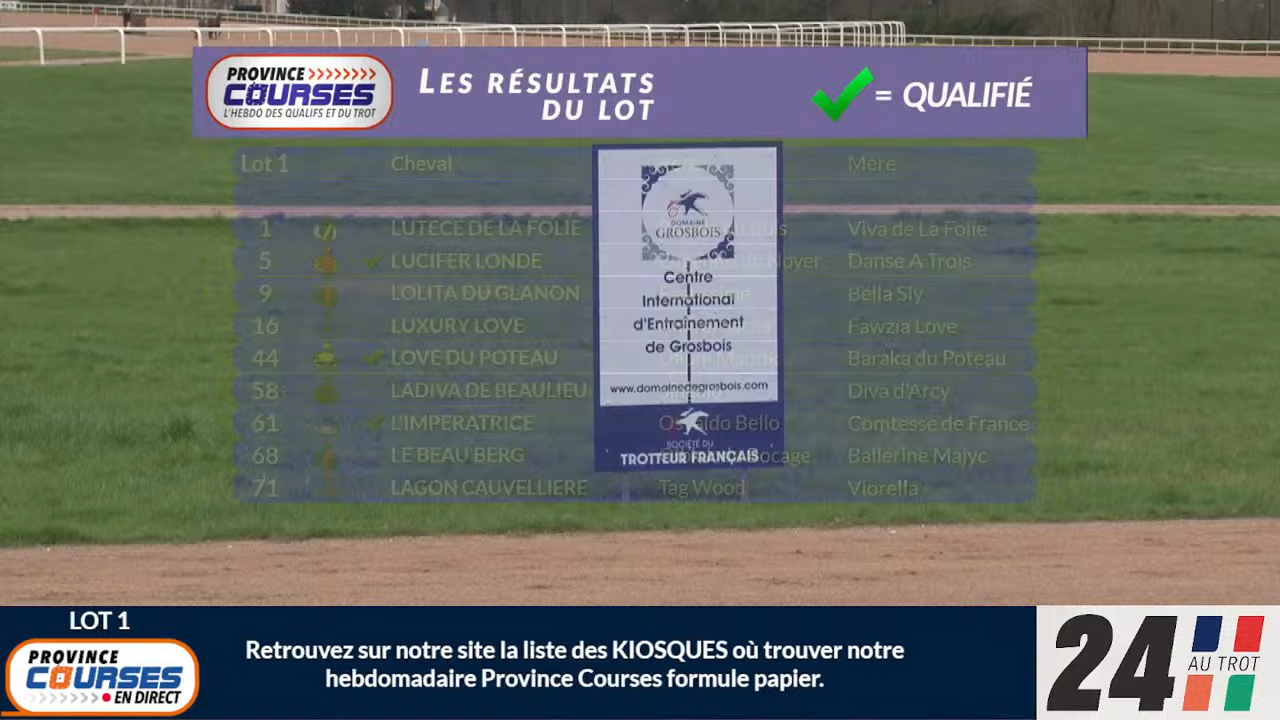 PROVINCE
COURSES
L'HEBDO DES QUALIFS ET DU TROT
LES RÉSULTATS
DU LOT
= QUALIFIÉ
Lot 1 Cheval Mère
1 LUTECE DE LA FOLIE Viva de La Folie
5 LUCIFER LONDE Noyer Danse A Trois
9 LOLITA DU GLANON Bella Sly
16 LUXURY LOVE Fawzia Love
44 LOVE DU POTEAU Baraka du Poteau
58 LADIVA DE BEAULIEU Diva d'Arcy
61 L'IMPERATRICE Osvaldo Bello Comtesse de France
68 LE BEAU BERG Ballerine Majyc
71 LAGON CAUVELLIERE Tag Wood Viorella
DOMAINE
GROSBOIS
Centre
International
d'Entraînement
de Grosbois
www.domainedegrosbois.com
SOCIÉTÉ DU
TROTTEUR FRANÇAIS
LOT 1
PROVINCE
COURSES
EN DIRECT
Retrouvez sur notre site la liste des KIOSQUES où trouver notre
hebdomadaire Province Courses formule papier.
24
AU TROT